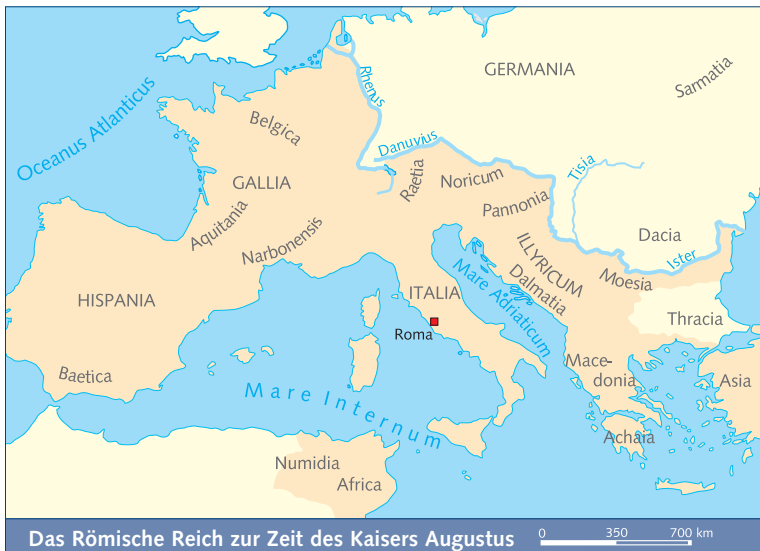 GERMANIA
Sarmatia
Oceanus Atlanticus
Rhenus
Belgica
Danuvius
Tisia
GALLIA
Raetia
Noricum
Pannonia
Aquitania
Narbonensis
ILLYRICUM
Dacia
Ister
Moesia
Dalmatia
Mare Adriaticum
HISPANIA
ITALIA
Roma
Thracia
Baetica
Mare Internum
Mace-
donia
Asia
Achaia
Numidia
Africa
Das Römische Reich zur Zeit des Kaisers Augustus
0 350 700 km